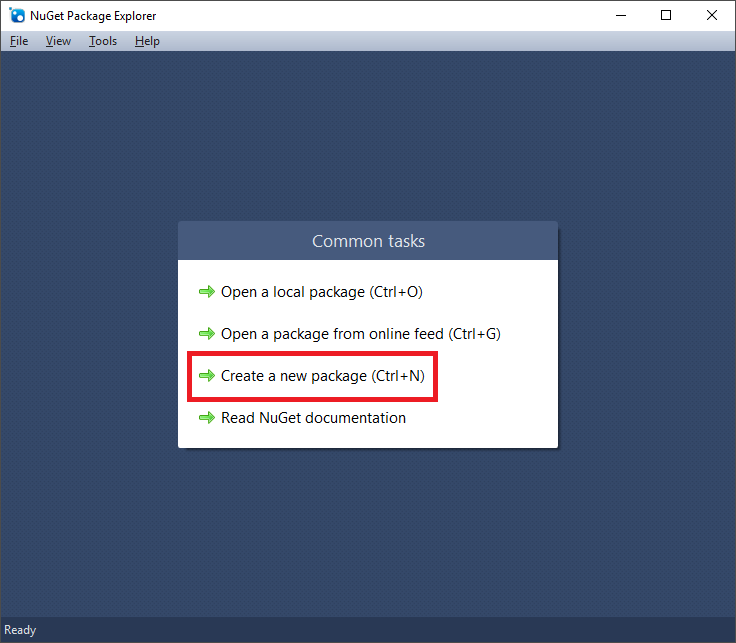 NuGet Package Explorer
File View Tools Help
Common tasks
Open a local package (Ctrl+O)
Open a package from online feed (Ctrl+G)
Create a new package (Ctrl+N)
Read NuGet documentation
Ready